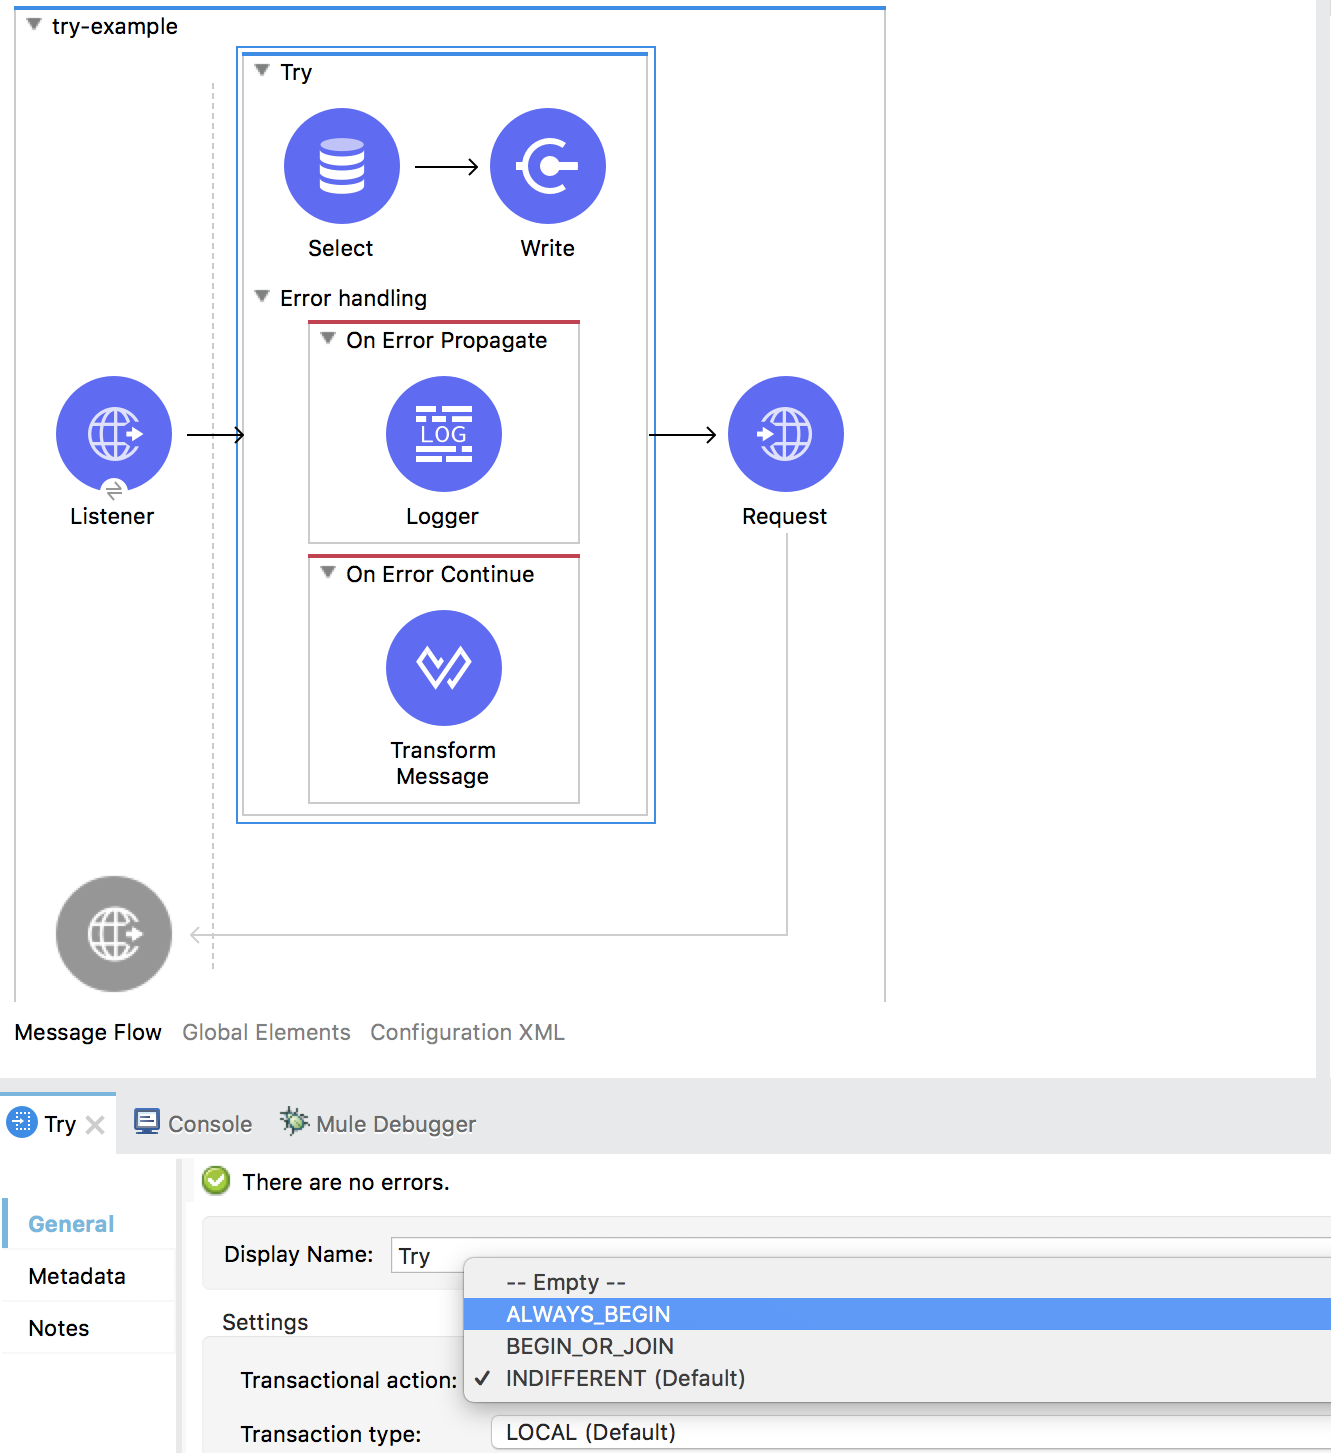 try-example
Try
Select
Write
Error handling
On Error Propagate
LOG
Logger
Listener
Request
On Error Continue
Transform
Message
Message Flow Global Elements Configuration XML
Try Console Mule Debugger
There are no errors.
General
Metadata
Notes
Display Name: Try
-- Empty --
ALWAYS_BEGIN
BEGIN_OR_JOIN
INDIFFERENT (Default)
Settings
Transactional action:
Transaction type: LOCAL (Default)